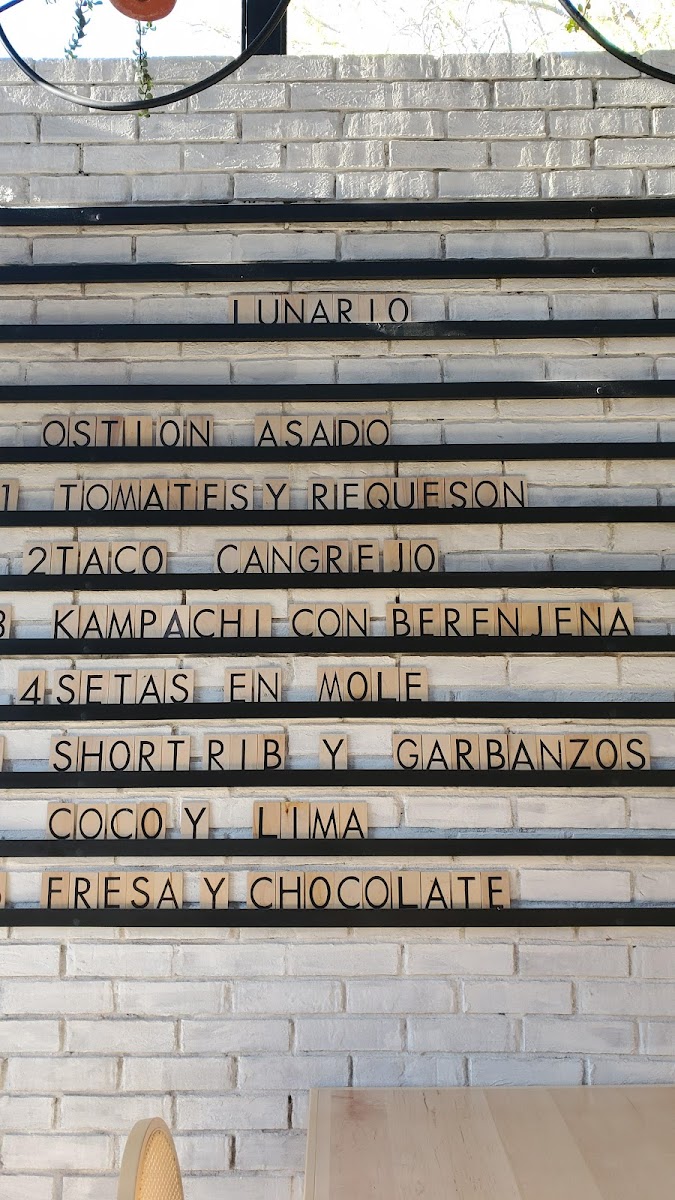 LUNARIO
OSTION ASADO
1 TOMATES Y REQUESON
2 TACO CANGREJO
3 KAMPACHI CON BERENJENA
4 SETAS EN MOLE
SHORT RIB Y GARBANZOS
COCO Y LIMA
FRESA Y CHOCOLATE